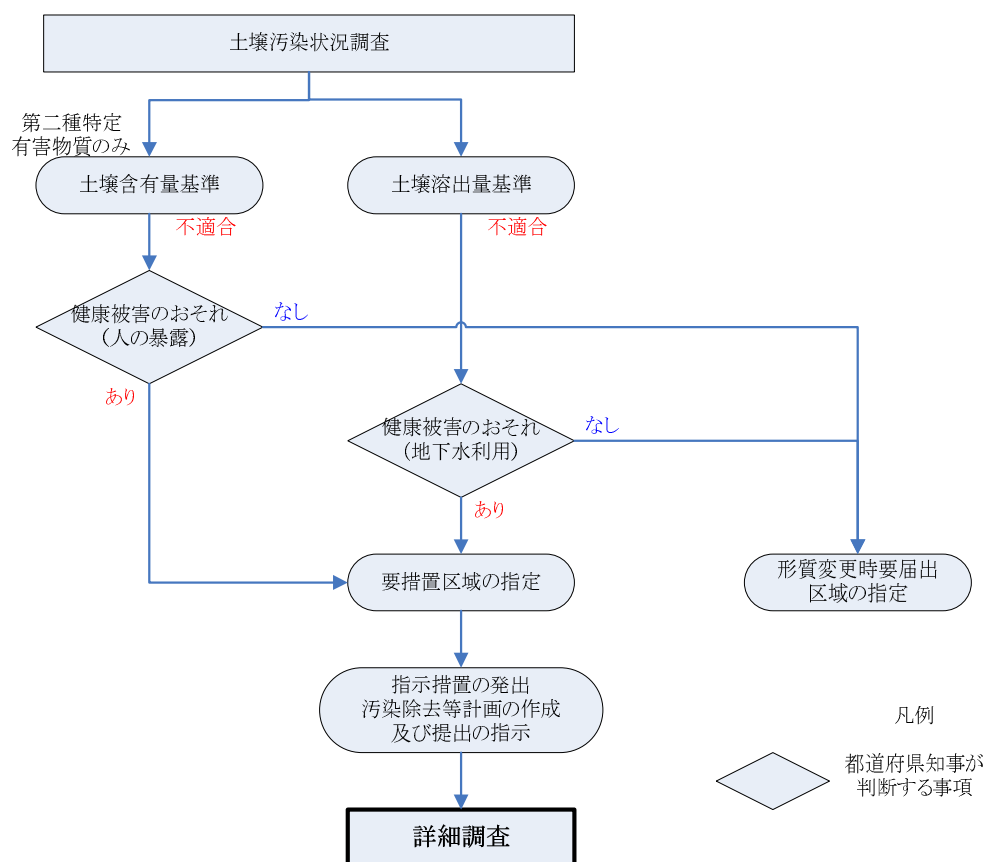 土壌汚染状況調査
第二種特定
有害物質のみ
土壌含有量基準
土壌溶出量基準
不適合
不適合
健康被害のおそれ
（人の暴露）
なし
あり
健康被害のおそれ
（地下水利用）
なし
あり
要措置区域の指定
形質変更時要届出
区域の指定
指示措置の発出
汚染除去等計画の作成
及び提出の指示
凡例
都道府県知事が
判断する事項
詳細調査